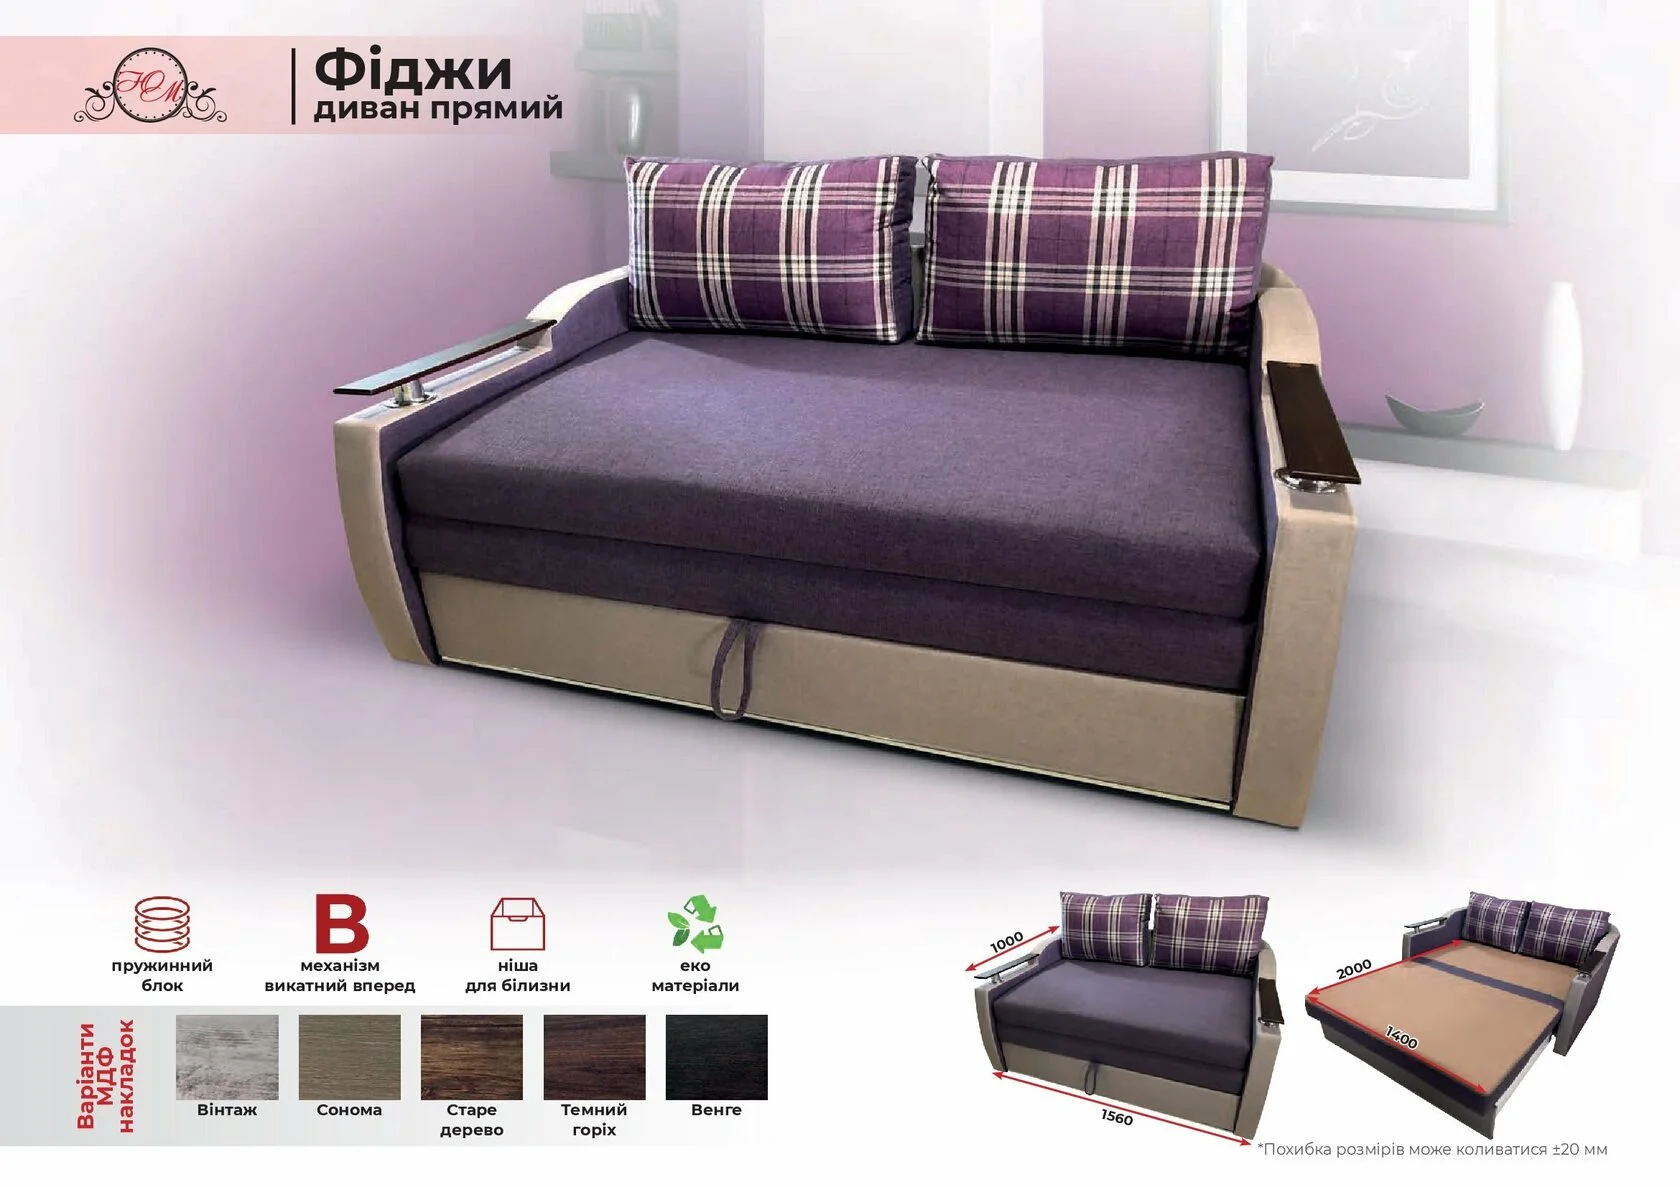 ЮМ
Фіджи
диван прямий
пружинний
блок
В
механізм
викатний вперед
ніша
для білизни
еко
матеріали
Варіанти
МДФ
накладок
Вінтаж
Сонома
Старе
дерево
Темний
горіх
Венге
1000
1560
2000
1400
*Похибка розмірів може коливатися ±20 мм